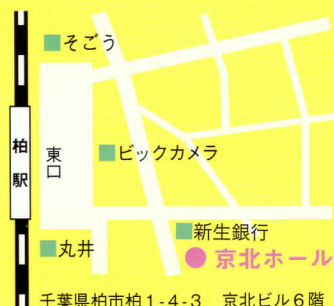 そごう
柏駅
東口
ビックカメラ
新生銀行
丸井
京北ホール
千葉県柏市柏1-4-3 京北ビル6階